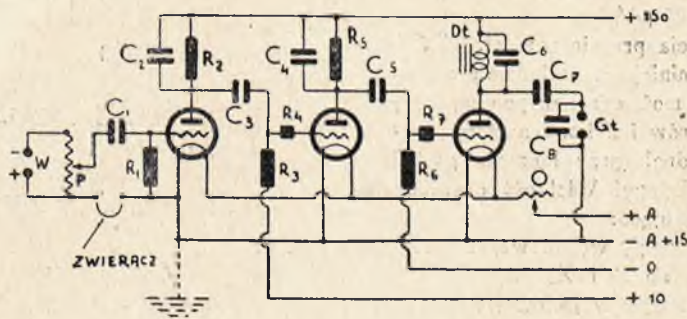 + 150
Dt
C2 R2 C4 R5 C6
C1 C3 C5 C7
R4 R7 Gt
W P R1 R3 R6 C8
O
+ A
ZWIERACZ
- A + 15
- 0
+ 10